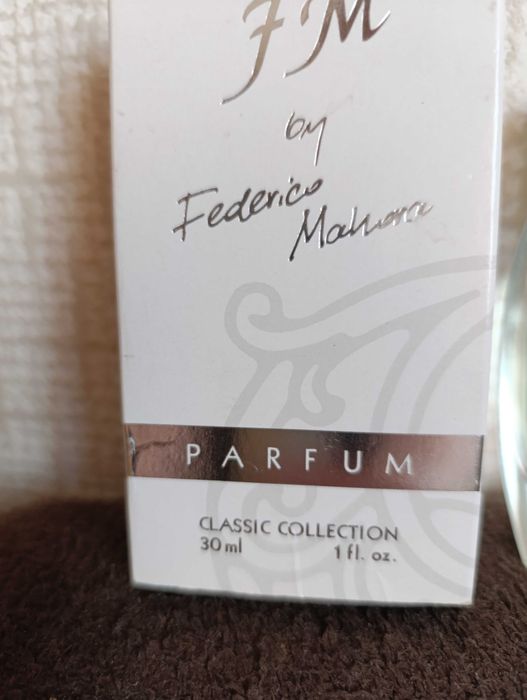 FM
by
Federico
Mahora
PARFUM
CLASSIC COLLECTION
30 ml 1 fl. oz.